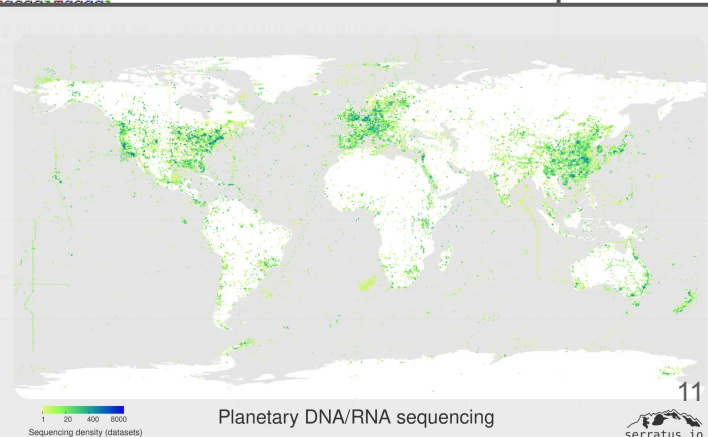 11
1 20 400 8000
Sequencing density (datasets)
Planetary DNA/RNA sequencing
serratus.io